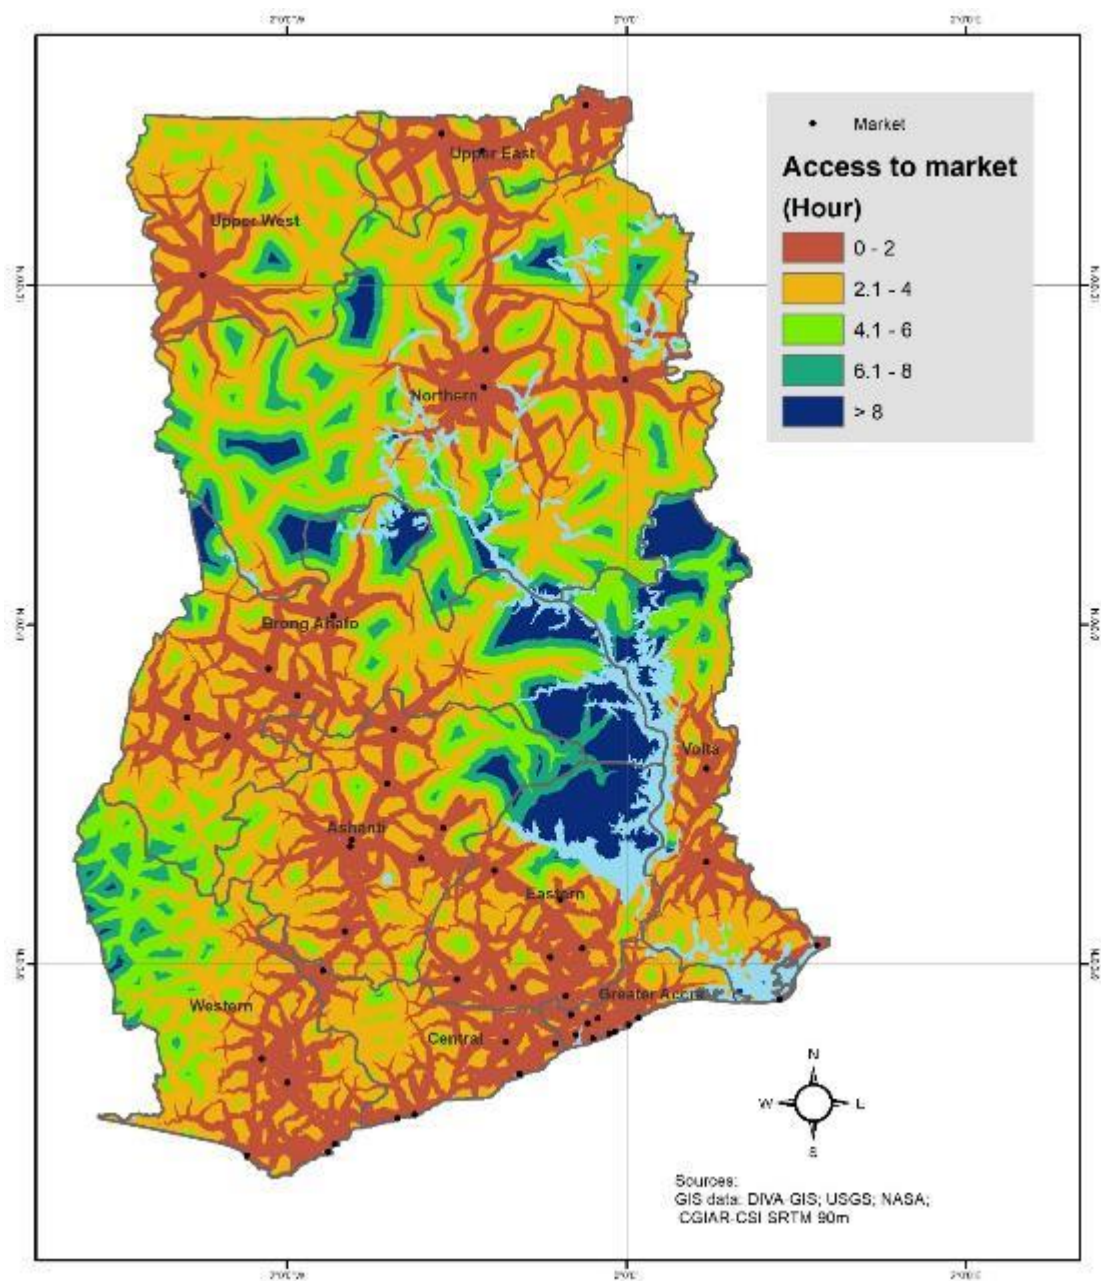 Market
Access to market
(Hour)
0 - 2
2.1 - 4
4.1 - 6
6.1 - 8
> 8
Upper East
Upper West
Northern
Brong Ahafo
Volta
Ashanti
Eastern
Western
Greater Accra
Central
N
W
E
S
Sources:
GIS data: DIVA-GIS; USGS; NASA;
CGIAR-CSI SRTM 90m